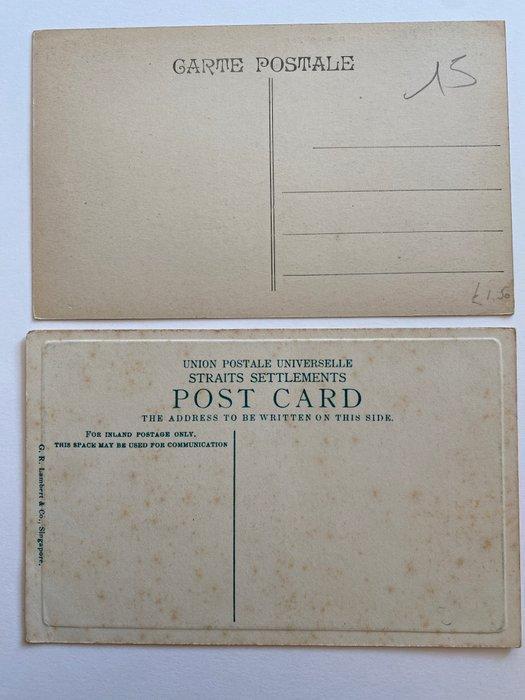 CARTE POSTALE
15
£1.50
UNION POSTALE UNIVERSELLE
STRAITS SETTLEMENTS
POST CARD
THE ADDRESS TO BE WRITTEN ON THIS SIDE.
FOR INLAND POSTAGE ONLY,
THIS SPACE MAY BE USED FOR COMMUNICATION
G. R. Lambert & Co., Singapore.